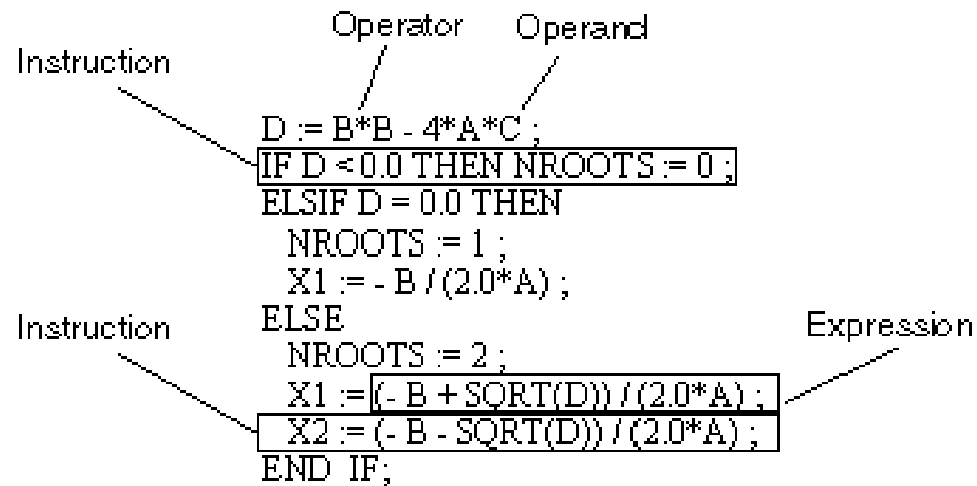 Operator Operand
Instruction
D := B*B - 4*A*C ;
IF D < 0.0 THEN NROOTS := 0 ;
ELSIF D = 0.0 THEN
NROOTS := 1 ;
X1 := - B / (2.0*A) ;
Instruction ELSE Expression
NROOTS := 2 ;
X1 := (- B + SQRT(D)) / (2.0*A) ;
X2 := (- B - SQRT(D)) / (2.0*A) ;
END IF;